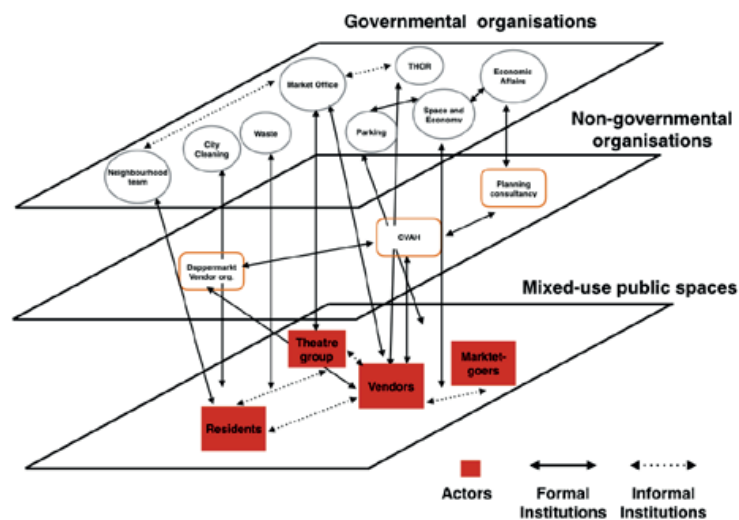 Governmental organisations
THOR
Market Office
Economic
Affairs
Space and
Economy
Parking
Waste
City
Cleaning
Neighbourhood
team
Non-governmental
organisations
Planning
consultancy
CVAH
Dappermarkt
Vendor org.
Mixed-use public spaces
Theatre
group
Marktet-
goers
Vendors
Residents
Actors
Formal
Institutions
Informal
Institutions